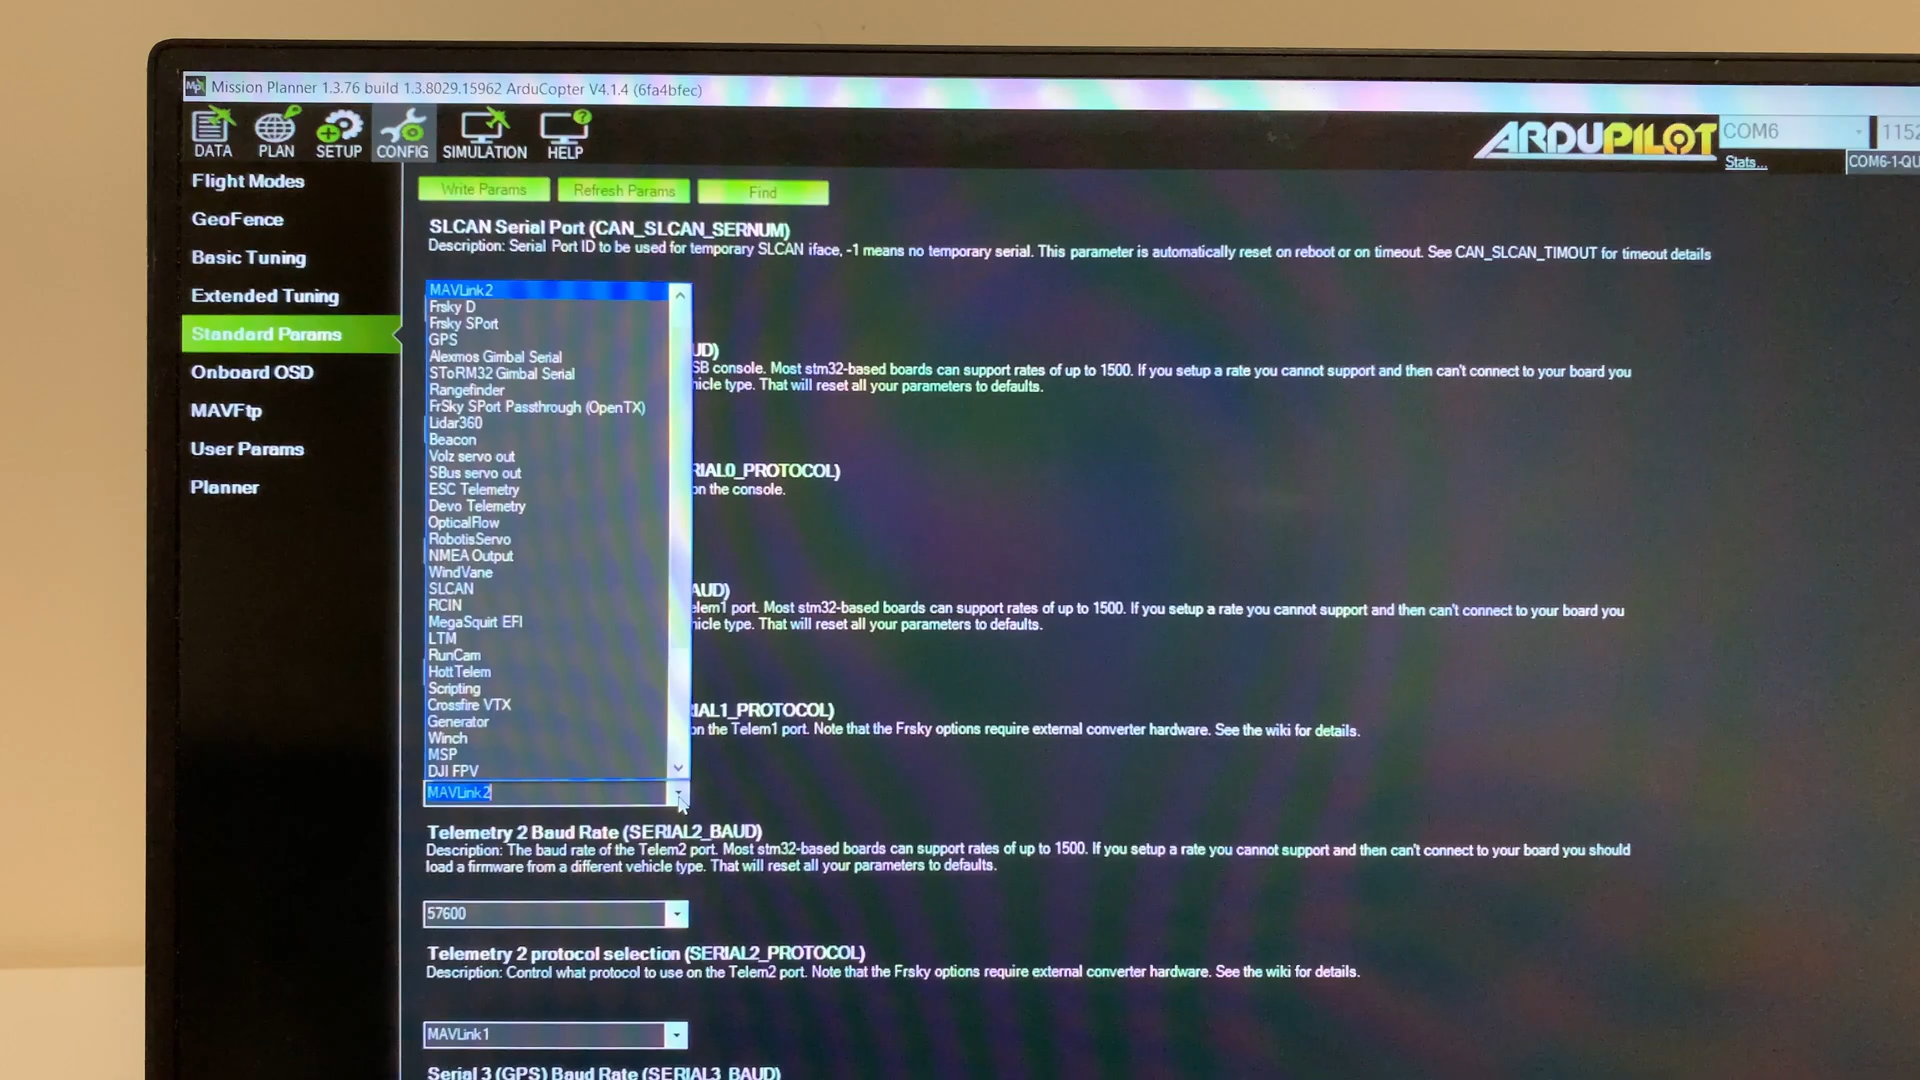 Mission Planner 1.3.76 build 1.3.8029.15962 ArduCopter V4.1.4 (6fa4bfec)
DATA
PLAN
SETUP
CONFIG
SIMULATION
HELP
ARDUPILOT
COM6
1152
Stats...
COM6-1-QU
Flight Modes
GeoFence
Basic Tuning
Extended Tuning
Standard Params
Onboard OSD
MAVFtp
User Params
Planner
Write Params
Refresh Params
Find
SLCAN Serial Port (CAN_SLCAN_SERNUM)
Description: Serial Port ID to be used for temporary SLCAN iface, -1 means no temporary serial. This parameter is automatically reset on reboot or on timeout. See CAN_SLCAN_TIMOUT for timeout details
MAVLink2
Frsky D
Frsky SPort
GPS
Alexmos Gimbal Serial
SToRM32 Gimbal Serial
Rangefinder
FrSky SPort Passthrough (OpenTX)
Lidar360
Beacon
Volz servo out
SBus servo out
ESC Telemetry
Devo Telemetry
OpticalFlow
RobotisServo
NMEA Output
WindVane
SLCAN
RCIN
MegaSquirt EFI
LTM
RunCam
HottTelem
Scripting
Crossfire VTX
Generator
Winch
MSP
DJI FPV
MAVLink2
UD)
SB console. Most stm32-based boards can support rates of up to 1500. If you setup a rate you cannot support and then can't connect to your board you
hicle type. That will reset all your parameters to defaults.
RIAL0_PROTOCOL)
on the console.
AUD)
elem1 port. Most stm32-based boards can support rates of up to 1500. If you setup a rate you cannot support and then can't connect to your board you
hicle type. That will reset all your parameters to defaults.
RIAL1_PROTOCOL)
on the Telem1 port. Note that the Frsky options require external converter hardware. See the wiki for details.
Telemetry 2 Baud Rate (SERIAL2_BAUD)
Description: The baud rate of the Telem2 port. Most stm32-based boards can support rates of up to 1500. If you setup a rate you cannot support and then can't connect to your board you should
load a firmware from a different vehicle type. That will reset all your parameters to defaults.
57600
Telemetry 2 protocol selection (SERIAL2_PROTOCOL)
Description: Control what protocol to use on the Telem2 port. Note that the Frsky options require external converter hardware. See the wiki for details.
MAVLink1
Serial 3 (GPS) Baud Rate (SERIAL3_BAUD)